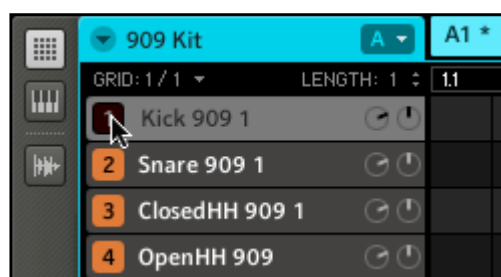 909 Kit A A1 *
GRID: 1 / 1 LENGTH: 1 1.1
1 Kick 909 1
2 Snare 909 1
3 ClosedHH 909 1
4 OpenHH 909